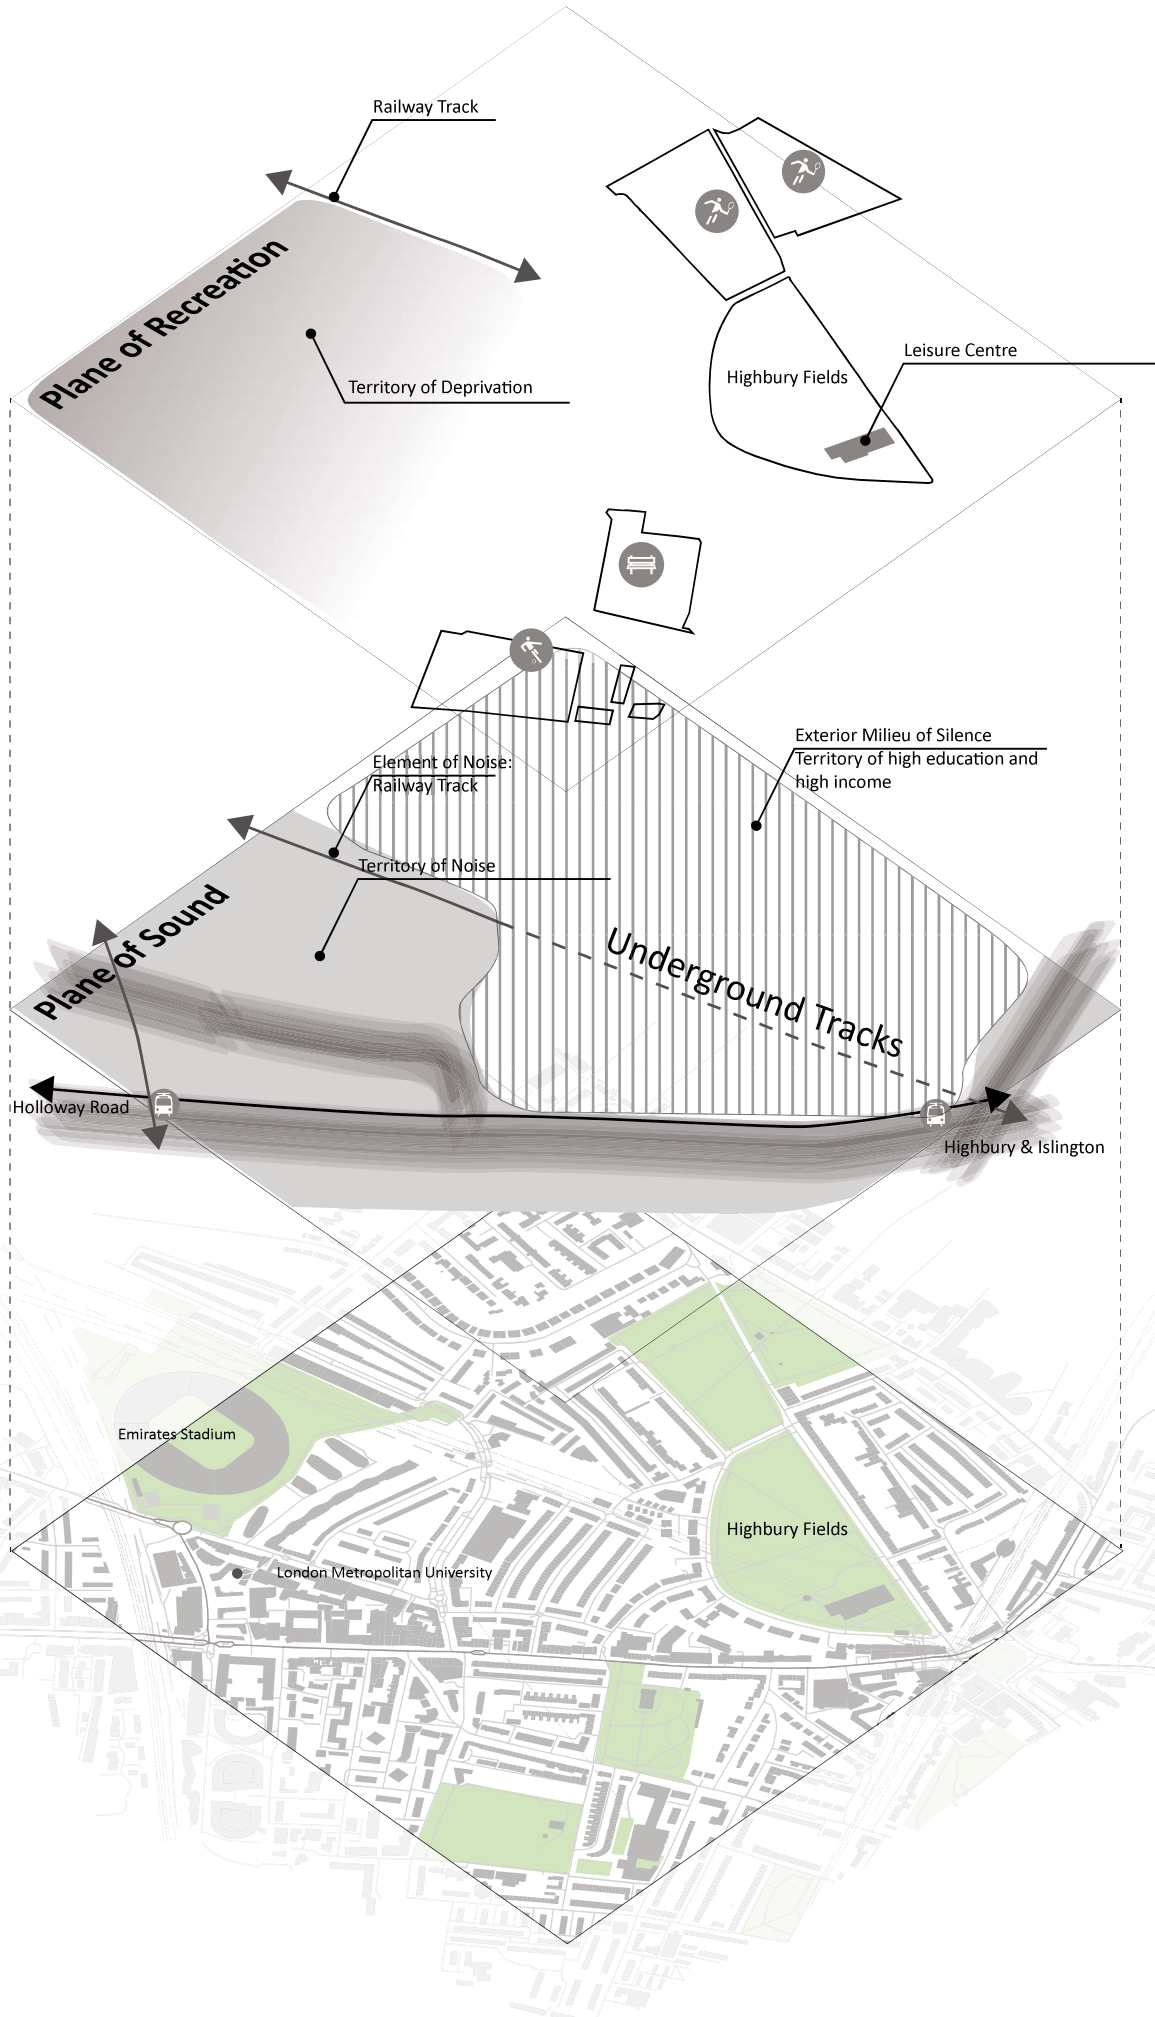 Railway Track
Plane of Recreation
Leisure Centre
Highbury Fields
Territory of Deprivation
Exterior Milieu of Silence
Territory of high education and
high income
Element of Noise:
Railway Track
Territory of Noise
Plane of Sound
Underground Tracks
Holloway Road
Highbury & Islington
Emirates Stadium
Highbury Fields
London Metropolitan University